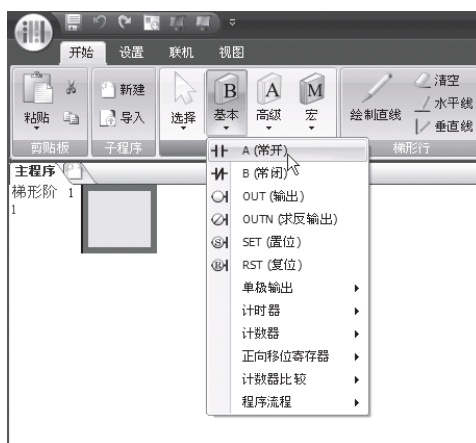 开始 设置 联机 视图
粘贴 新建 导入 选择 B 基本 A 高级 M 宏 绘制直线 清空 水平线 垂直线
剪贴板 子程序 梯形行
主程序 P
A (常开)
梯形阶 1
B (常闭)
1
OUT (输出)
OUTN (求反输出)
S SET (置位)
R RST (复位)
单极输出
计时器
计数器
正向移位寄存器
计数器比较
程序流程